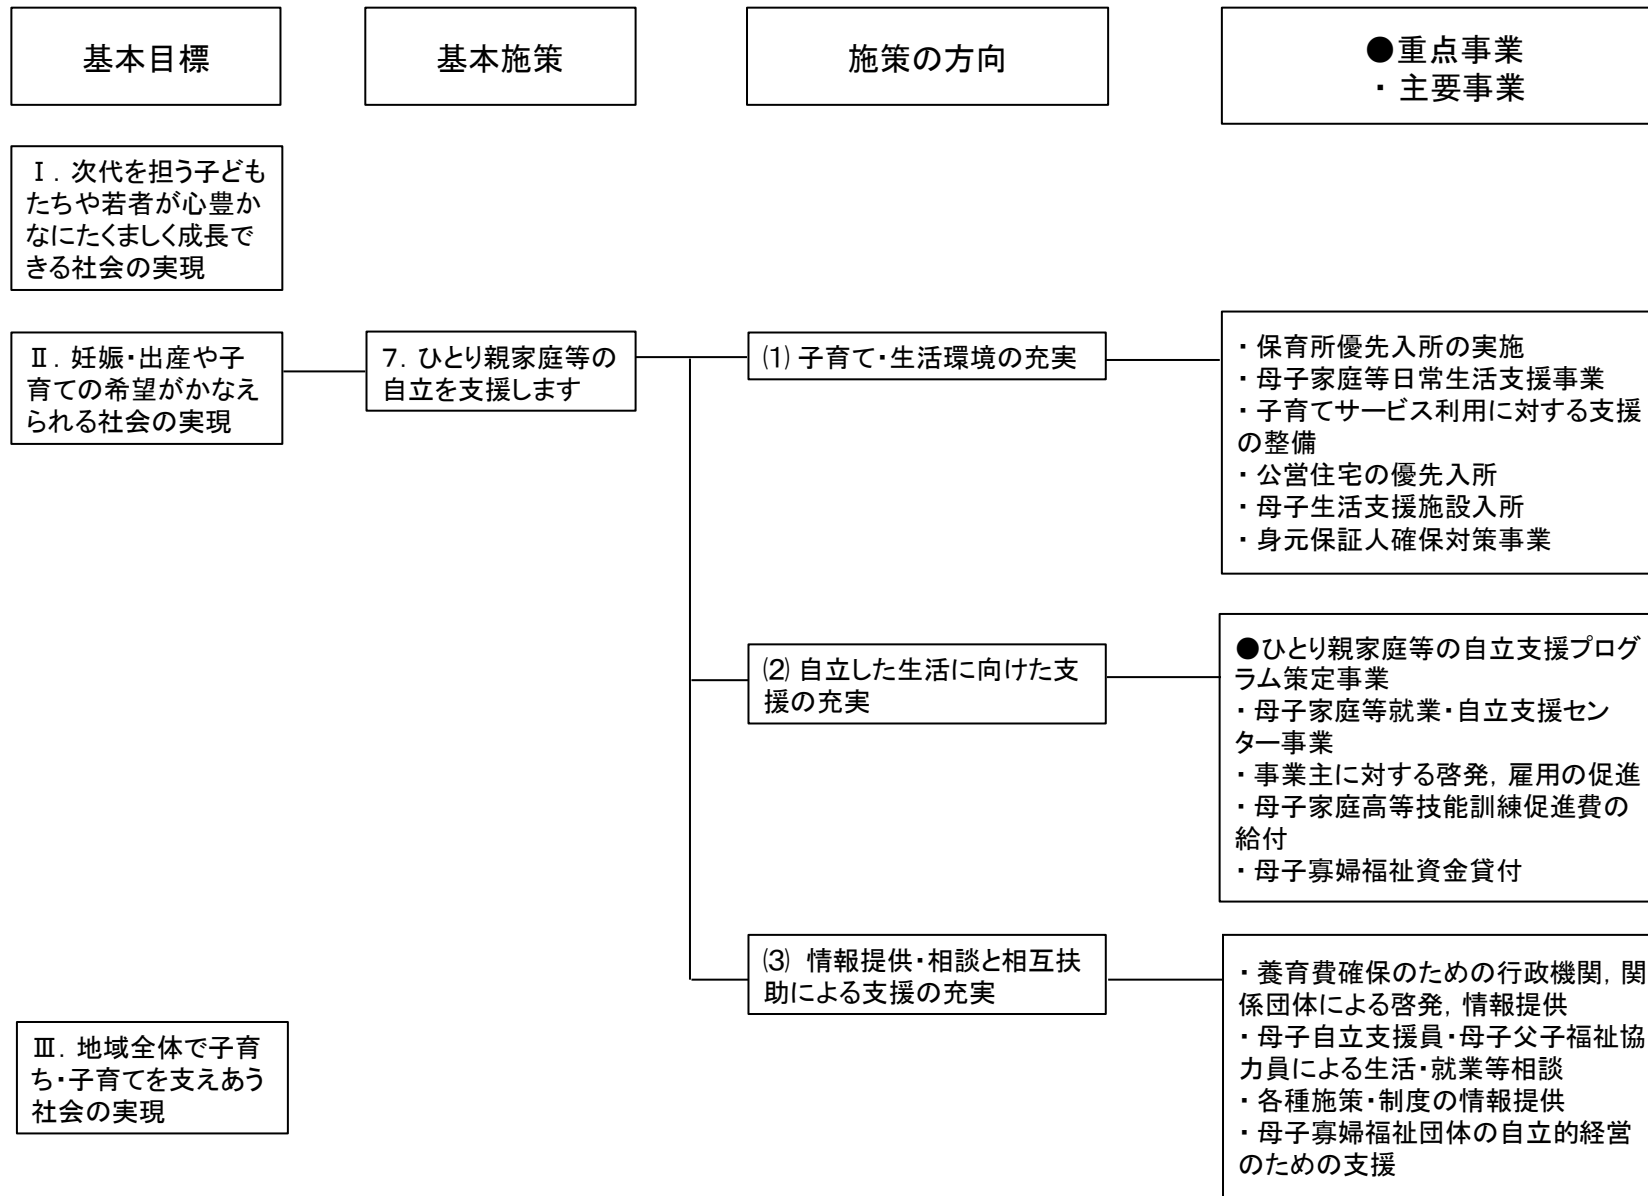 基本目標
基本施策
施策の方向
●重点事業
・ 主要事業
Ⅰ．次代を担う子ども
たちや若者が心豊か
なにたくましく成長で
きる社会の実現
Ⅱ．妊娠・出産や子
育ての希望がかなえ
られる社会の実現
7．ひとり親家庭等の
自立を支援します
⑴ 子育て・生活環境の充実
・保育所優先入所の実施
・母子家庭等日常生活支援事業
・子育てサービス利用に対する支援
の整備
・公営住宅の優先入所
・母子生活支援施設入所
・身元保証人確保対策事業
⑵ 自立した生活に向けた支
援の充実
●ひとり親家庭等の自立支援プログ
ラム策定事業
・母子家庭等就業・自立支援セン
ター事業
・事業主に対する啓発，雇用の促進
・母子家庭高等技能訓練促進費の
給付
・母子寡婦福祉資金貸付
⑶ 情報提供・相談と相互扶
助による支援の充実
・養育費確保のための行政機関，関
係団体による啓発，情報提供
・母子自立支援員・母子父子福祉協
力員による生活・就業等相談
・各種施策・制度の情報提供
・母子寡婦福祉団体の自立的経営
のための支援
Ⅲ．地域全体で子育
ち・子育てを支えあう
社会の実現